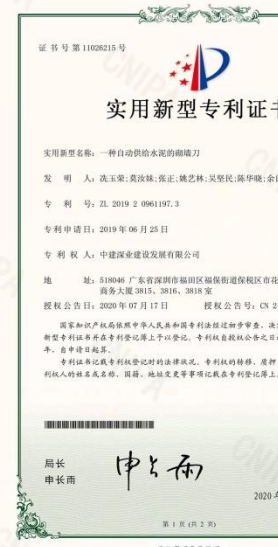 证书号第11026215号
实用新型专利证
实用新型名称：一种自动供给水泥的砌墙刀
发明人：冼玉荣;莫汝妹;张正;姚艺林;吴坚民;陈华晓;余
专利号：ZL 2019 2 0961197.3
专利申请日：2019年06月25日
专利权人：中建深业建设发展有限公司
地址：518046 广东省深圳市福田区福保街道保税区市花
商务大厦3815、3816、3818室
授权公告日：2020年07月17日 授权公告号：CN 2
国家知识产权局依照中华人民共和国专利法经过初步审查，决
新型专利证书并在专利登记簿上予以登记。专利权自授权公告之日
年，自申请日起算。
专利证书记载专利权登记时的法律状况。专利权的转移、质押
利权人的姓名或名称、国籍、地址变更等事项记载在专利登记簿上。
局长
申长雨
申长雨
2020年
第1页(共2页)